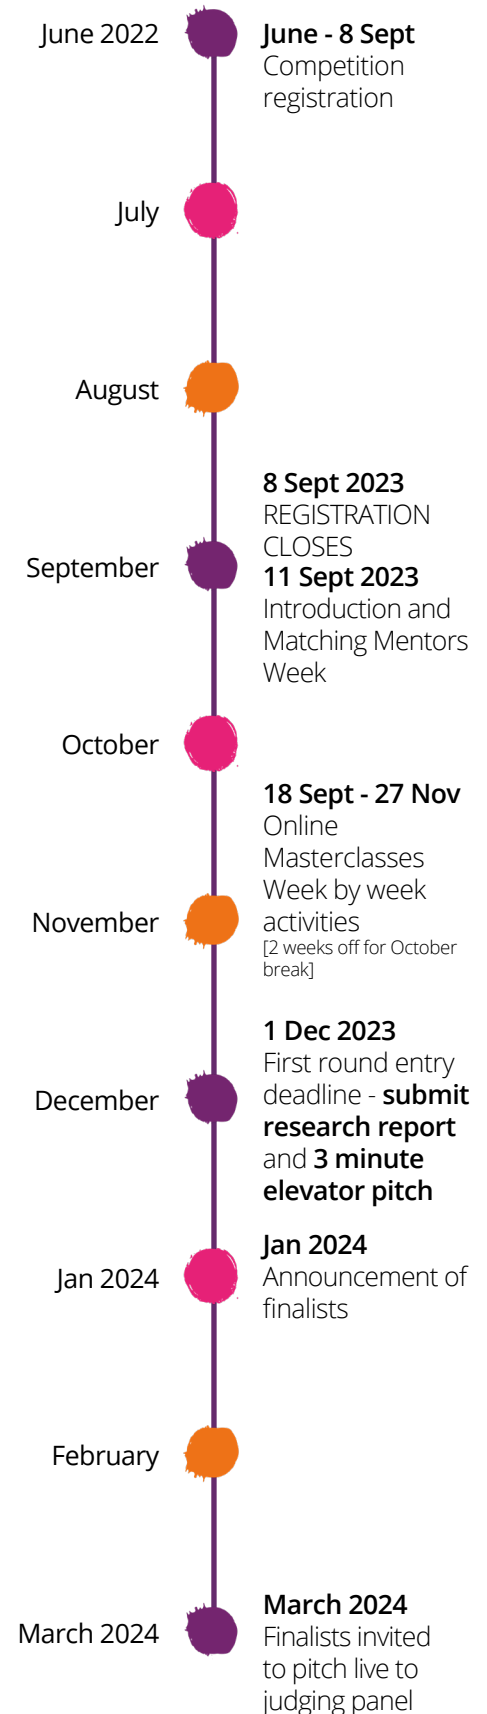 June 2022
June - 8 Sept
Competition
registration
July
August
8 Sept 2023
REGISTRATION
CLOSES
September
11 Sept 2023
Introduction and
Matching Mentors
Week
October
18 Sept - 27 Nov
Online
Masterclasses
Week by week
activities
[2 weeks off for October
break]
November
1 Dec 2023
First round entry
deadline - submit
research report
and 3 minute
elevator pitch
December
Jan 2024
Jan 2024
Announcement of
finalists
February
March 2024
March 2024
Finalists invited
to pitch live to
judging panel